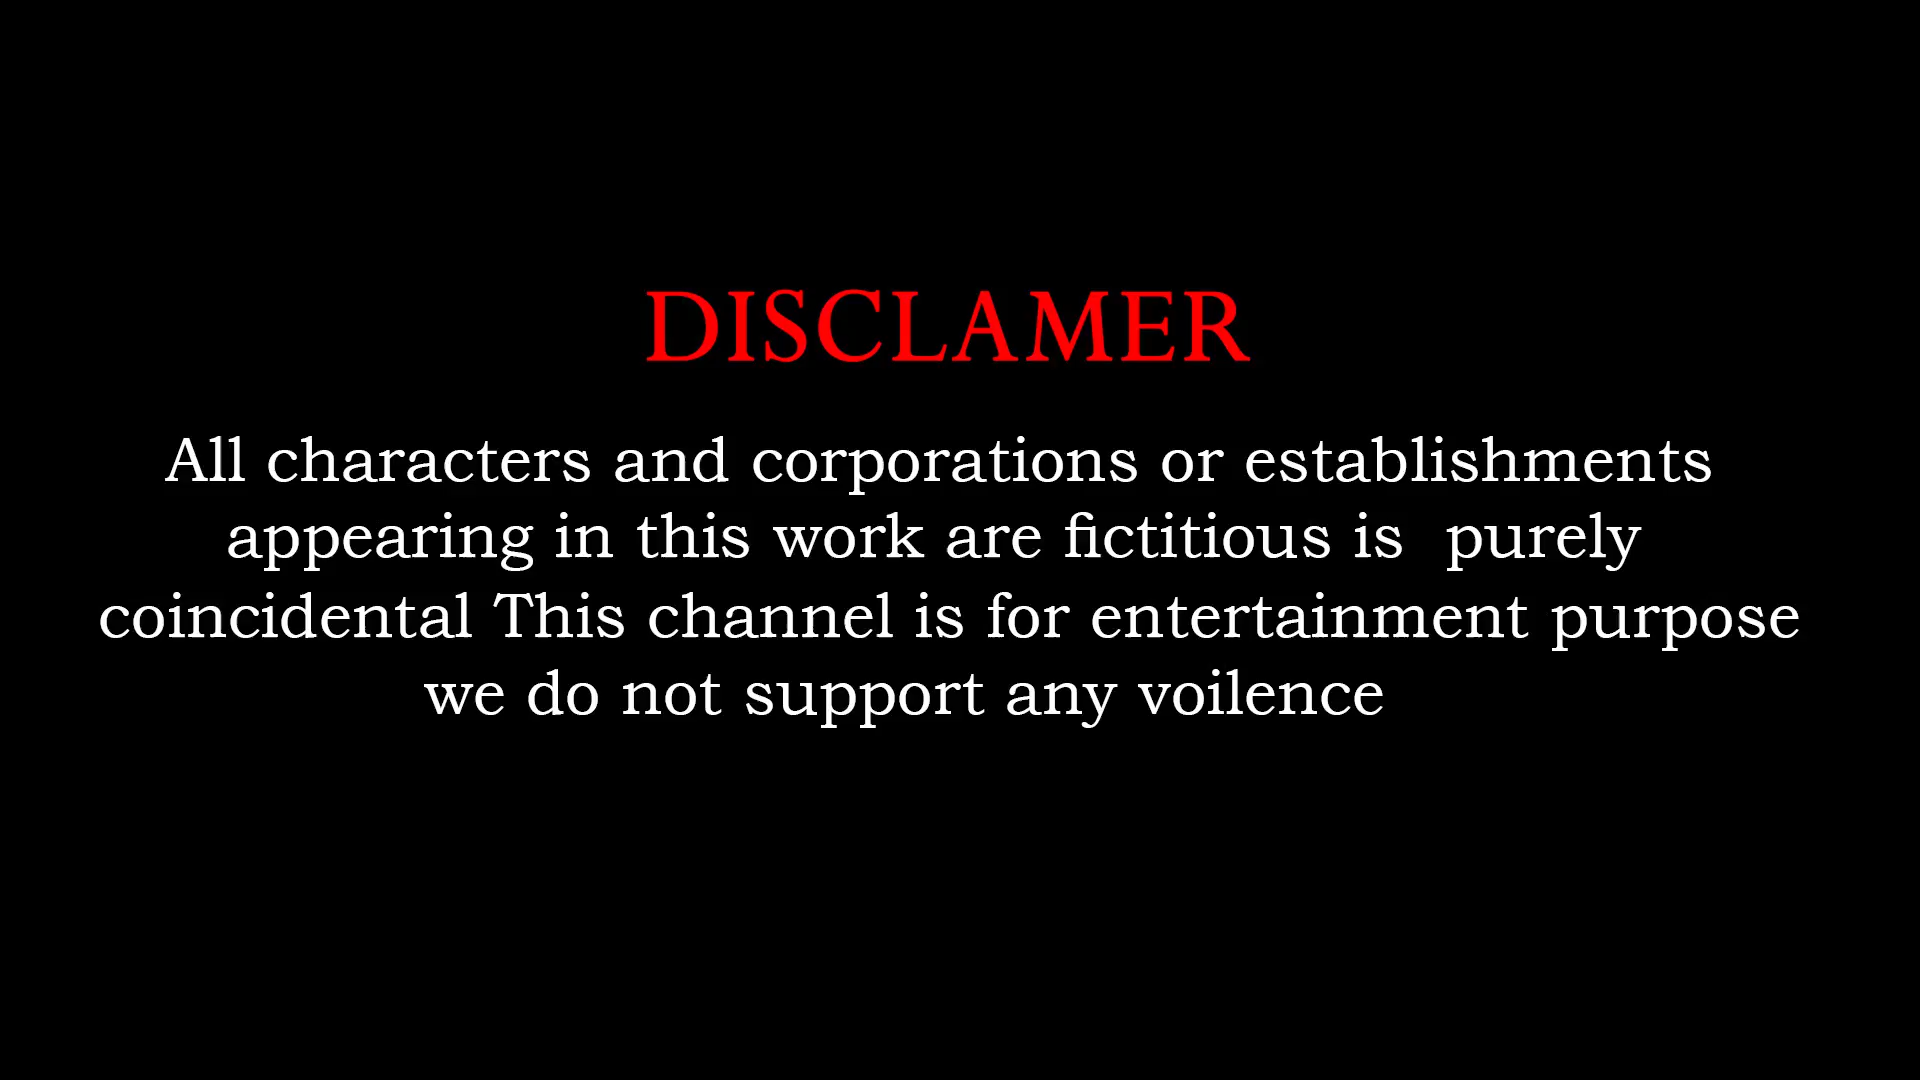 DISCLAMER
All characters and corporations or establishments
appearing in this work are fictitious is  purely
coincidental This channel is for entertainment purpose
we do not support any voilence